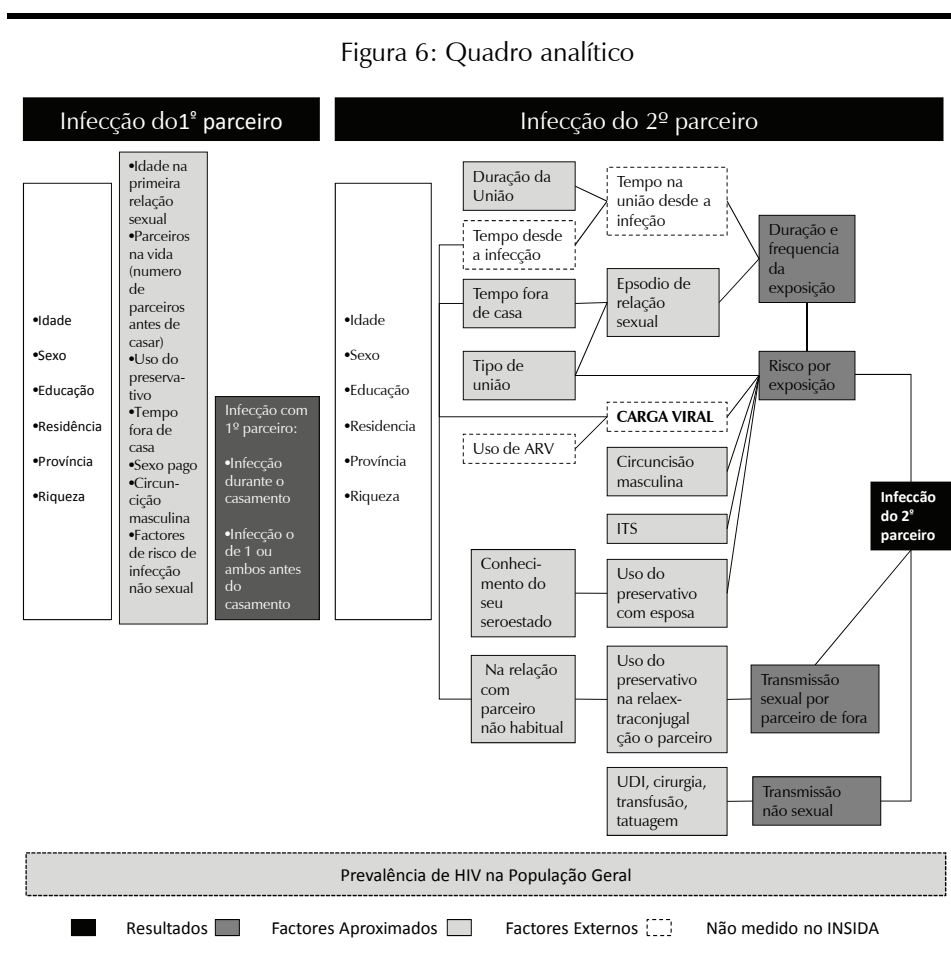 Figura 6: Quadro analítico
Infecção do1º parceiro
•Idade
•Sexo
•Educação
•Residência
•Província
•Riqueza
•Idade na
primeira
relação
sexual
•Parceiros
na vida
(numero
de
parceiros
antes de
casar)
•Uso do
preserva-
tivo
•Tempo
fora de
casa
•Sexo pago
•Circun-
cição
masculina
•Factores
de risco de
infecção
não sexual
Infecção com
1º parceiro:
•Infecção
durante o
casamento
•Infecção o
de 1 ou
ambos antes
do
casamento
Infecção do 2º parceiro
•Idade
•Sexo
•Educação
•Residencia
•Província
•Riqueza
Duração da
União
Tempo desde
a infecção
Tempo fora
de casa
Tipo de
união
Uso de ARV
Conheci-
mento do
seu
seroestado
Na relação
com
parceiro
não habitual
Tempo na
união desde a
infeção
Epsodio de
relação
sexual
CARGA VIRAL
Circuncisão
masculina
ITS
Uso do
preservativo
com esposa
Uso do
preservativo
na relaex-
traconjugal
ção o parceiro
UDI, cirurgia,
transfusão,
tatuagem
Duração e
frequencia
da
exposição
Risco por
exposição
Transmissão
sexual por
parceiro de fora
Transmissão
não sexual
Infecção
do 2º
parceiro
Prevalência de HIV na População Geral
Resultados
Factores Aproximados
Factores Externos
Não medido no INSIDA